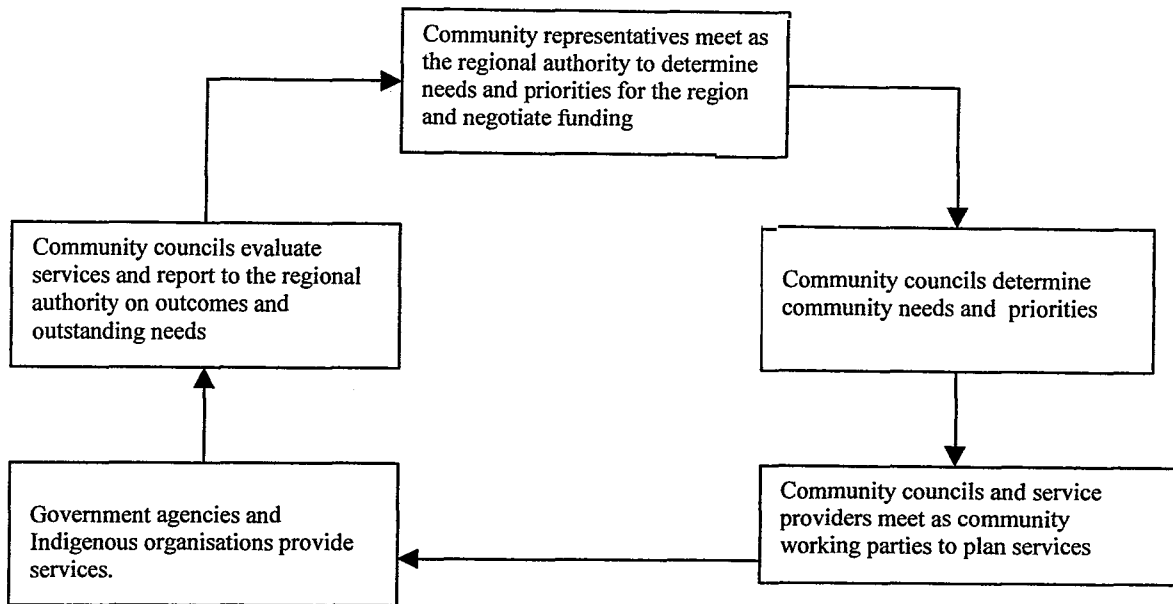 Community representatives meet as
the regional authority to determine
needs and priorities for the region
and negotiate funding
Community councils determine
community needs and priorities
Community councils and service
providers meet as community
working parties to plan services
Government agencies and
Indigenous organisations provide
services.
Community councils evaluate
services and report to the regional
authority on outcomes and
outstanding needs